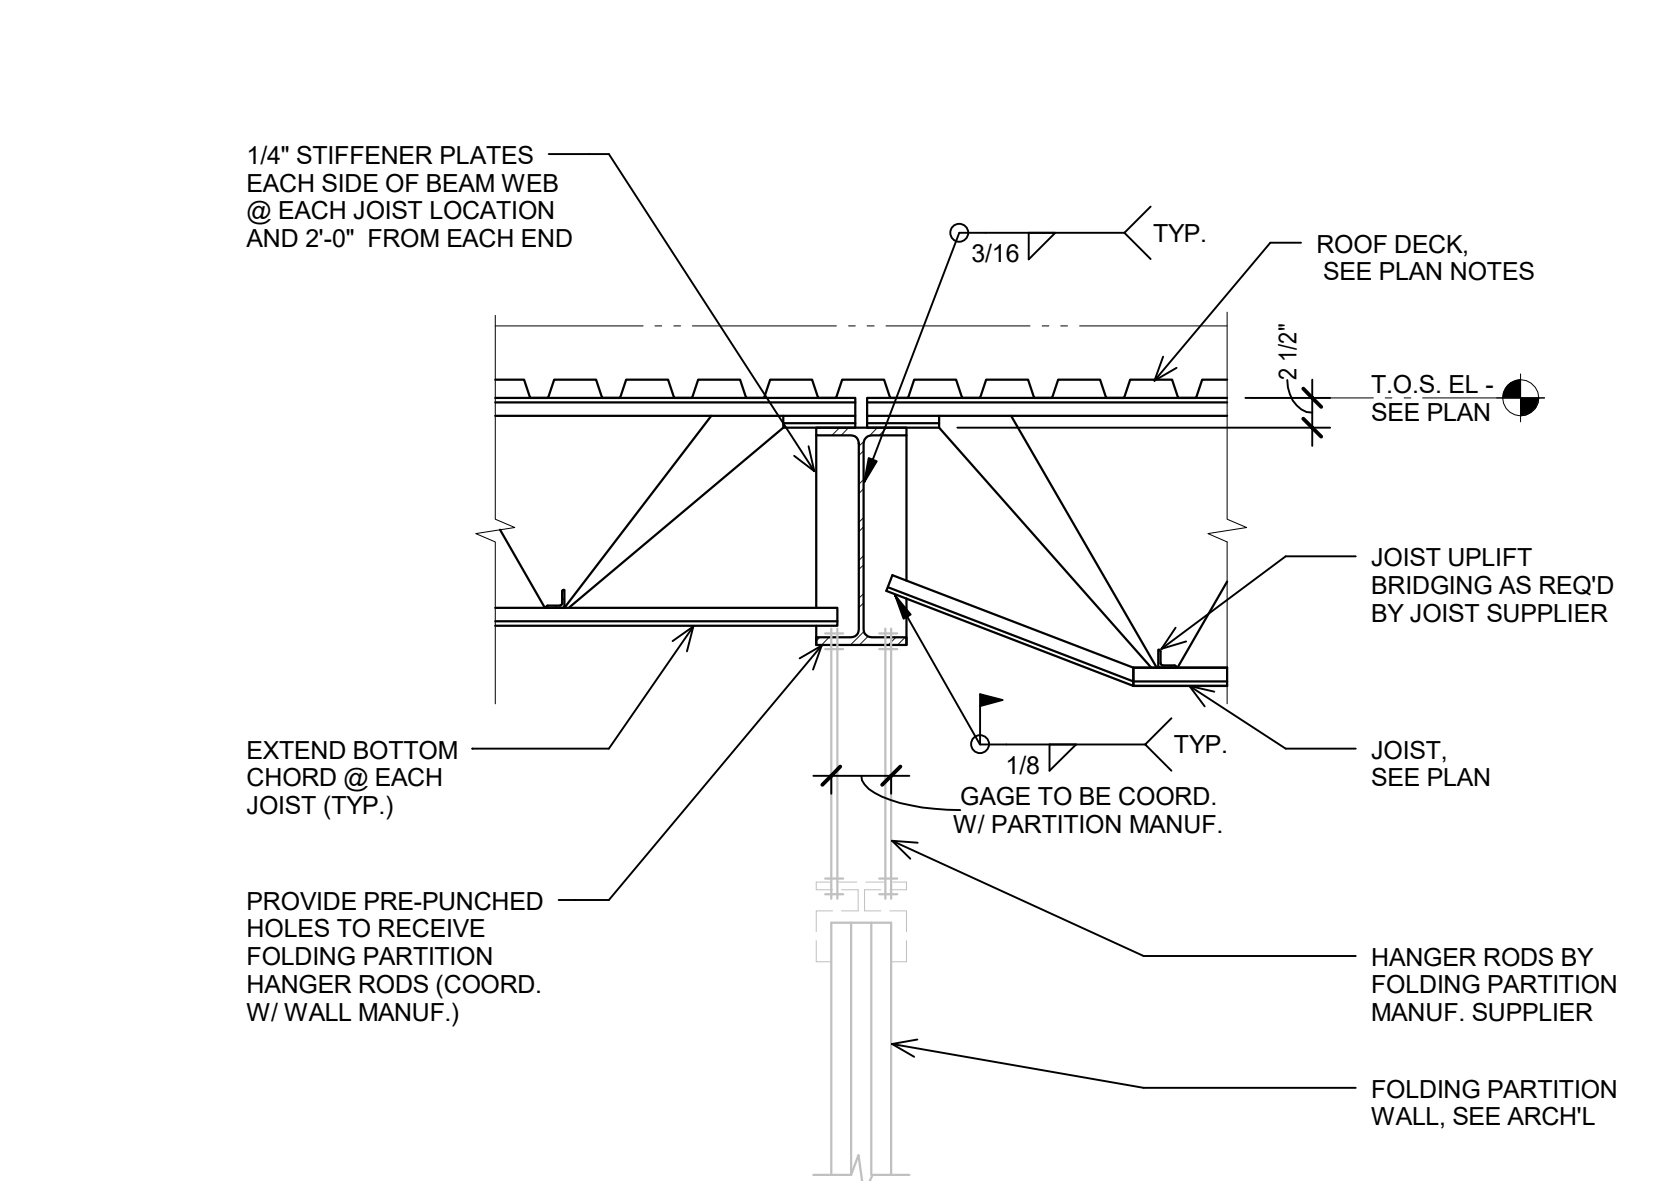 1/4" STIFFENER PLATES
EACH SIDE OF BEAM WEB
@ EACH JOIST LOCATION
AND 2'-0" FROM EACH END
3/16
TYP.
ROOF DECK,
SEE PLAN NOTES
2 1/2"
T.O.S. EL -
SEE PLAN
JOIST UPLIFT
BRIDGING AS REQ'D
BY JOIST SUPPLIER
EXTEND BOTTOM
CHORD @ EACH
JOIST (TYP.)
1/8
TYP.
JOIST,
SEE PLAN
GAGE TO BE COORD.
W/ PARTITION MANUF.
PROVIDE PRE-PUNCHED
HOLES TO RECEIVE
FOLDING PARTITION
HANGER RODS (COORD.
W/ WALL MANUF.)
HANGER RODS BY
FOLDING PARTITION
MANUF. SUPPLIER
FOLDING PARTITION
WALL, SEE ARCH'L